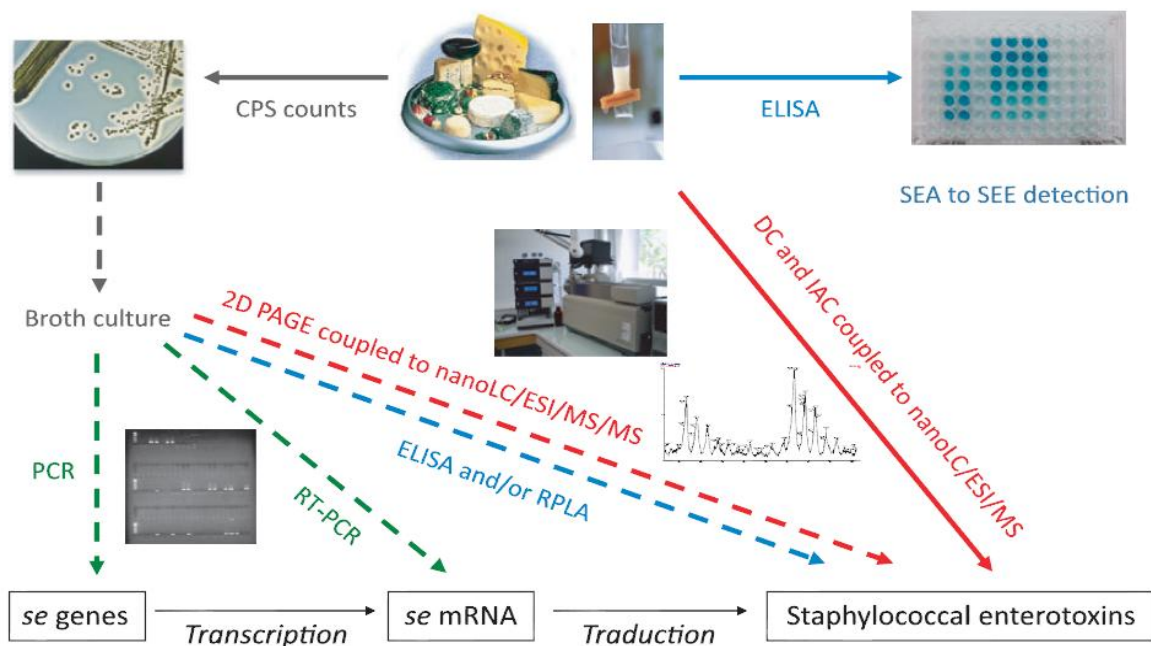 CPS counts
ELISA
SEA to SEE detection
Broth culture
2D PAGE coupled to nanoLC/ESI/MS/MS
ELISA and/or RPLA
DC and IAC coupled to nanoLC/ESI/MS
PCR
RT-PCR
se genes
Transcription
se mRNA
Traduction
Staphylococcal enterotoxins